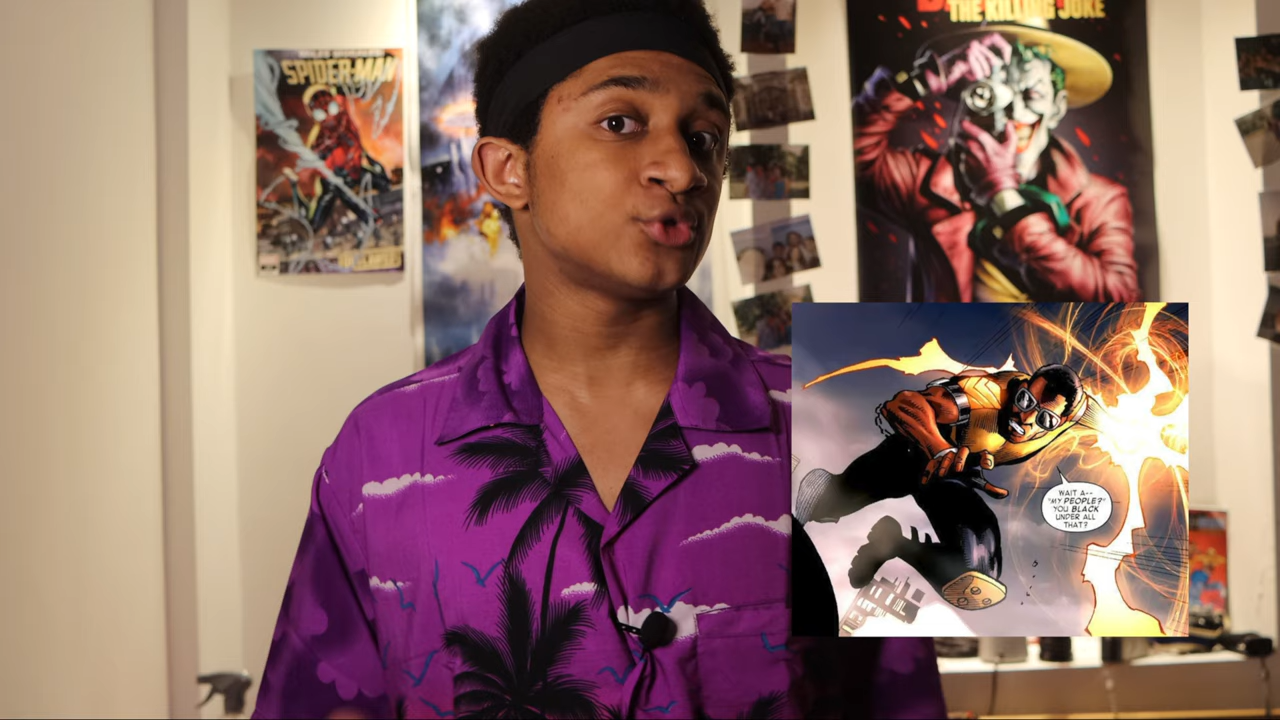 SPIDER-MAN
THE KILLING JOKE
WAIT A--
"MY PEOPLE?"
YOU BLACK
UNDER ALL
THAT?